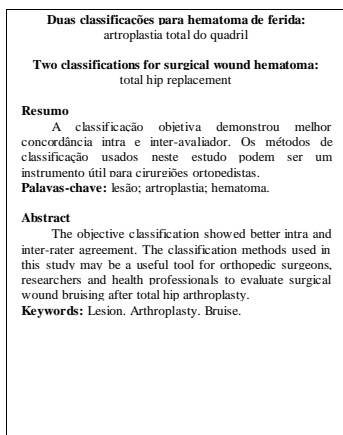 Duas classificações para hematoma de ferida:
artroplastia total do quadril
Two classifications for surgical wound hematoma:
total hip replacement
Resumo
A classificação objetiva demonstrou melhor
concordância intra e inter-avaliador. Os métodos de
classificação usados neste estudo podem ser um
instrumento útil para cirurgiões ortopedistas.
Palavas-chave: lesão; artroplastia; hematoma.
Abstract
The objective classification showed better intra and
inter-rater agreement. The classification methods used in
this study may be a useful tool for orthopedic surgeons,
researchers and health professionals to evaluate surgical
wound bruising after total hip arthroplasty.
Keywords: Lesion. Arthroplasty. Bruise.